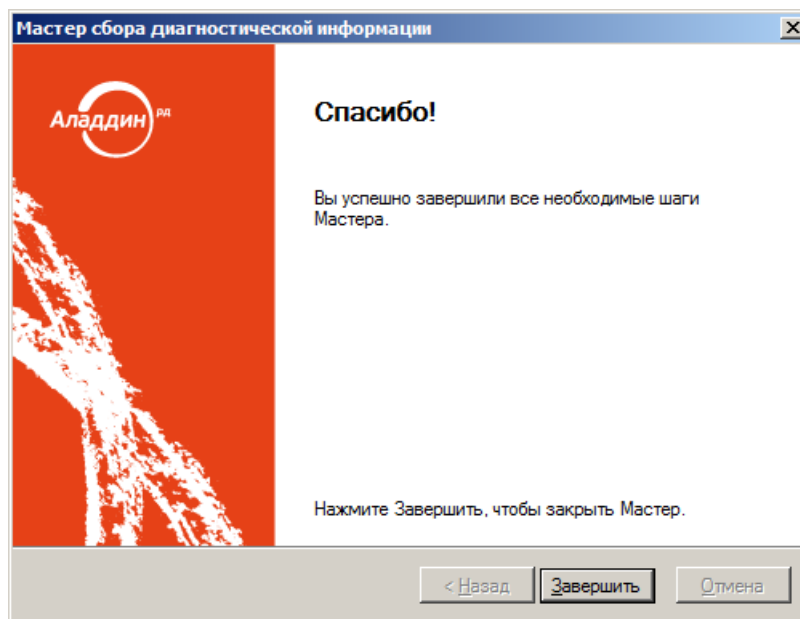 Мастер сбора диагностической информации
Аладдин РД
Спасибо!
Вы успешно завершили все необходимые шаги
Мастера.
Нажмите Завершить, чтобы закрыть Мастер.
< Назад Завершить Отмена